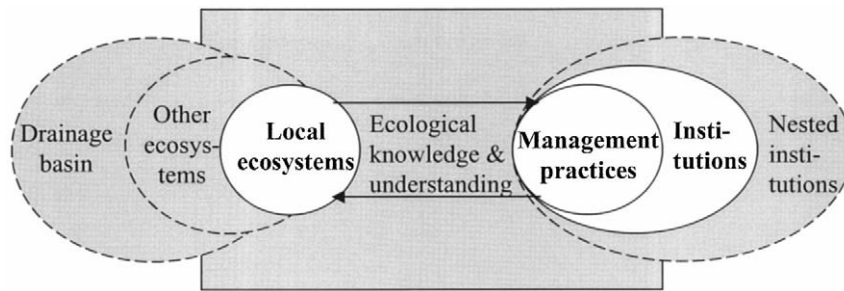 Drainage
basin
Other
ecosys-
tems
Local
ecosystems
Ecological
knowledge &
understanding
Management
practices
Insti-
tutions
Nested
insti-
tutions